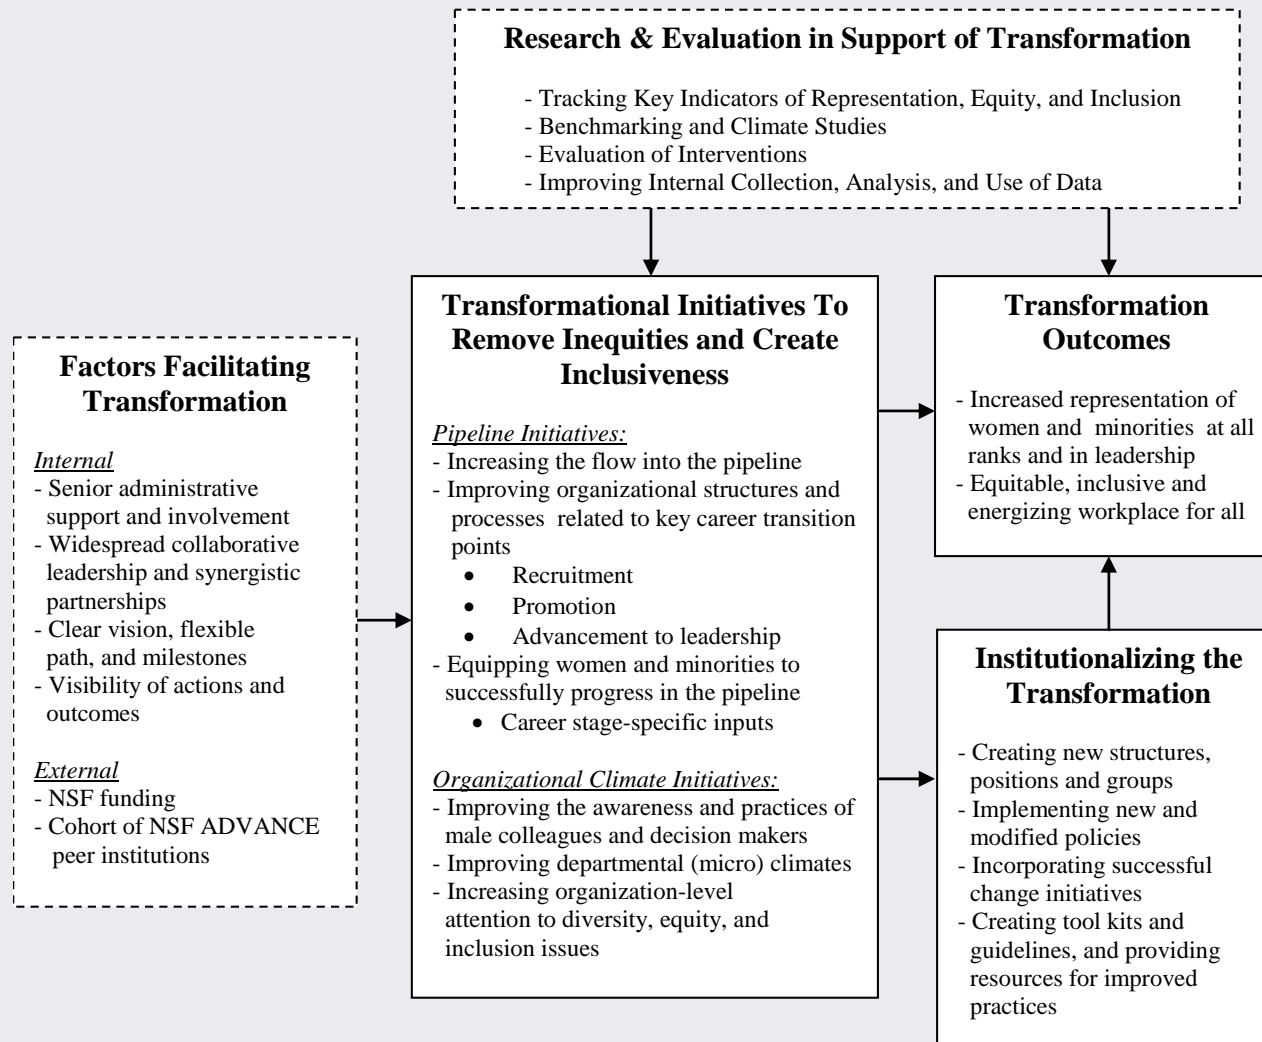 Research & Evaluation in Support of Transformation
- Tracking Key Indicators of Representation, Equity, and Inclusion
- Benchmarking and Climate Studies
- Evaluation of Interventions
- Improving Internal Collection, Analysis, and Use of Data
Factors Facilitating
Transformation
Internal
- Senior administrative
support and involvement
- Widespread collaborative
leadership and synergistic
partnerships
- Clear vision, flexible
path, and milestones
- Visibility of actions and
outcomes
External
- NSF funding
- Cohort of NSF ADVANCE
peer institutions
Transformational Initiatives To
Remove Inequities and Create
Inclusiveness
Pipeline Initiatives:
- Increasing the flow into the pipeline
- Improving organizational structures and
processes related to key career transition
points
• Recruitment
• Promotion
• Advancement to leadership
- Equipping women and minorities to
successfully progress in the pipeline
• Career stage-specific inputs
Organizational Climate Initiatives:
- Improving the awareness and practices of
male colleagues and decision makers
- Improving departmental (micro) climates
- Increasing organization-level
attention to diversity, equity, and
inclusion issues
Transformation
Outcomes
- Increased representation of
women and minorities at all
ranks and in leadership
- Equitable, inclusive and
energizing workplace for all
Institutionalizing the
Transformation
- Creating new structures,
positions and groups
- Implementing new and
modified policies
- Incorporating successful
change initiatives
- Creating tool kits and
guidelines, and providing
resources for improved
practices